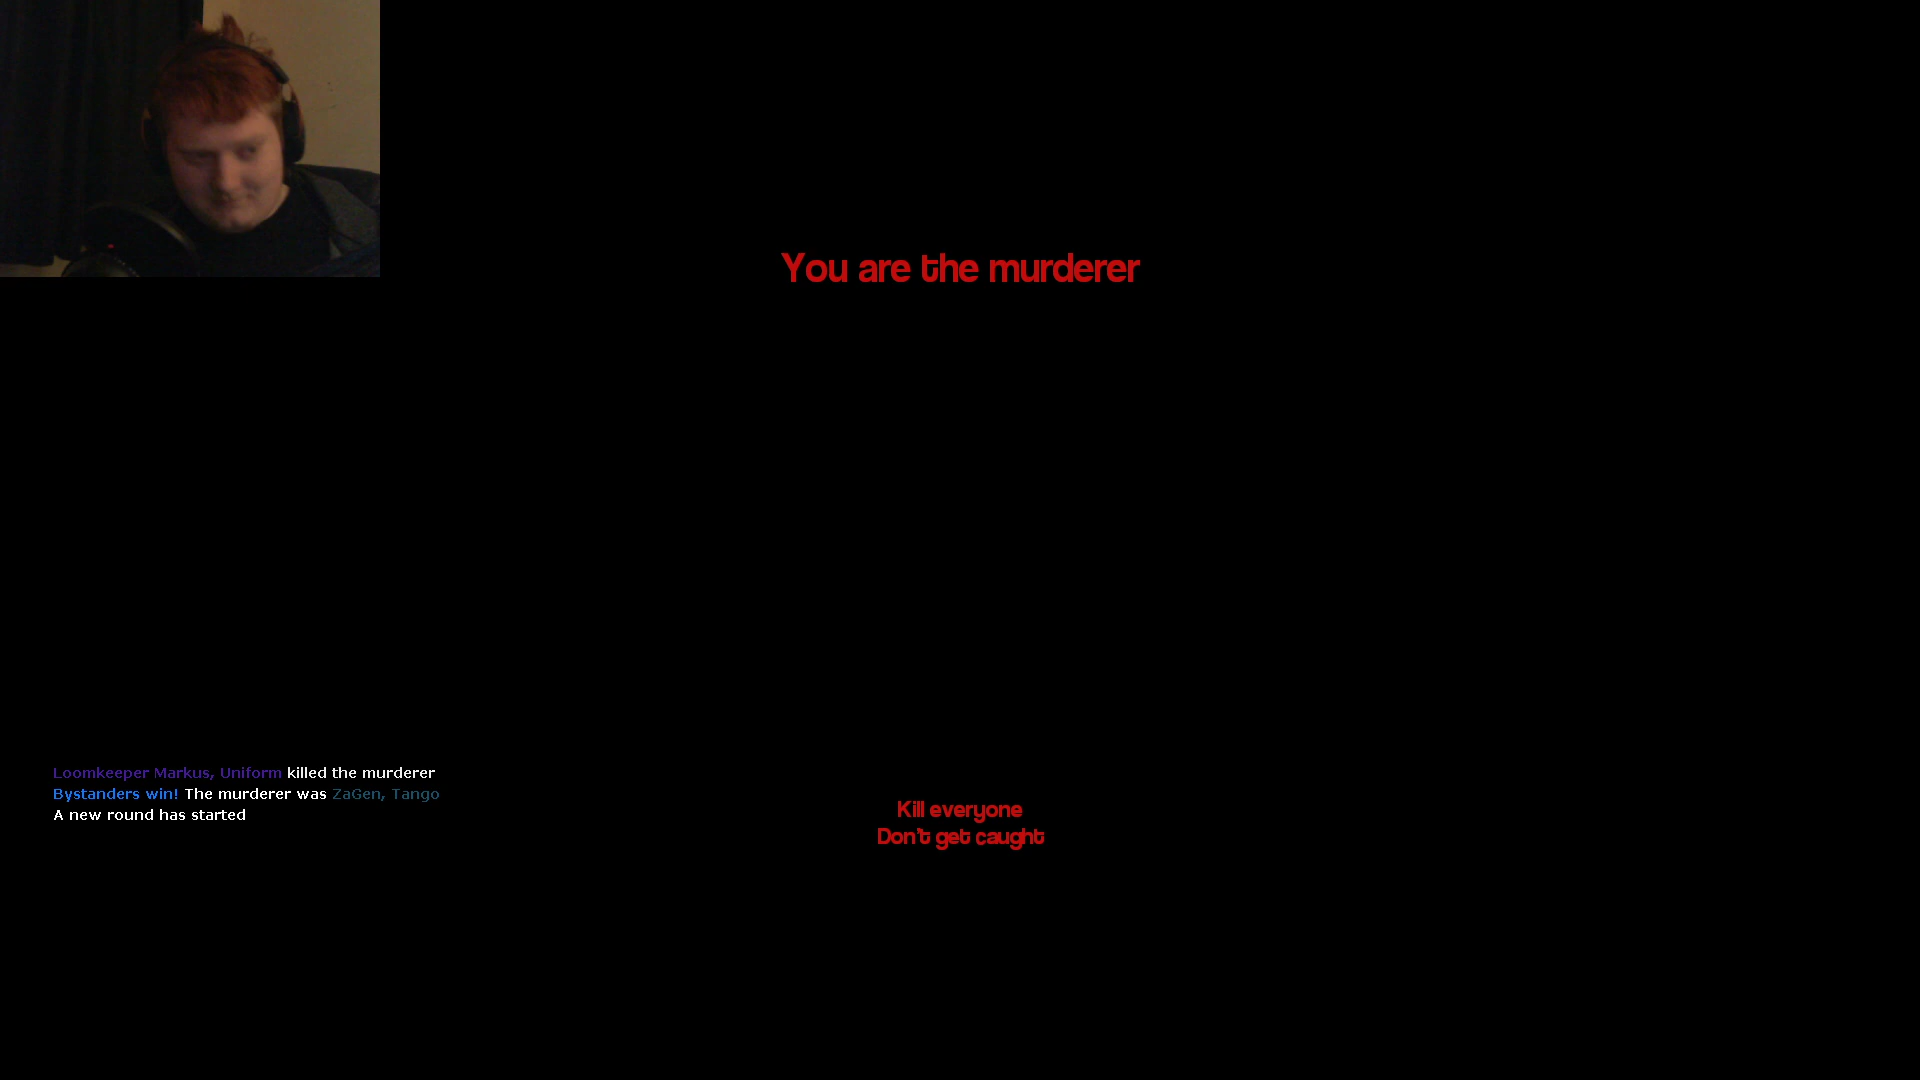 You are the murderer
Loomkeeper Markus, Uniform killed the murderer
Bystanders win! The murderer was ZaGen, Tango
A new round has started
Kill everyone
Don't get caught